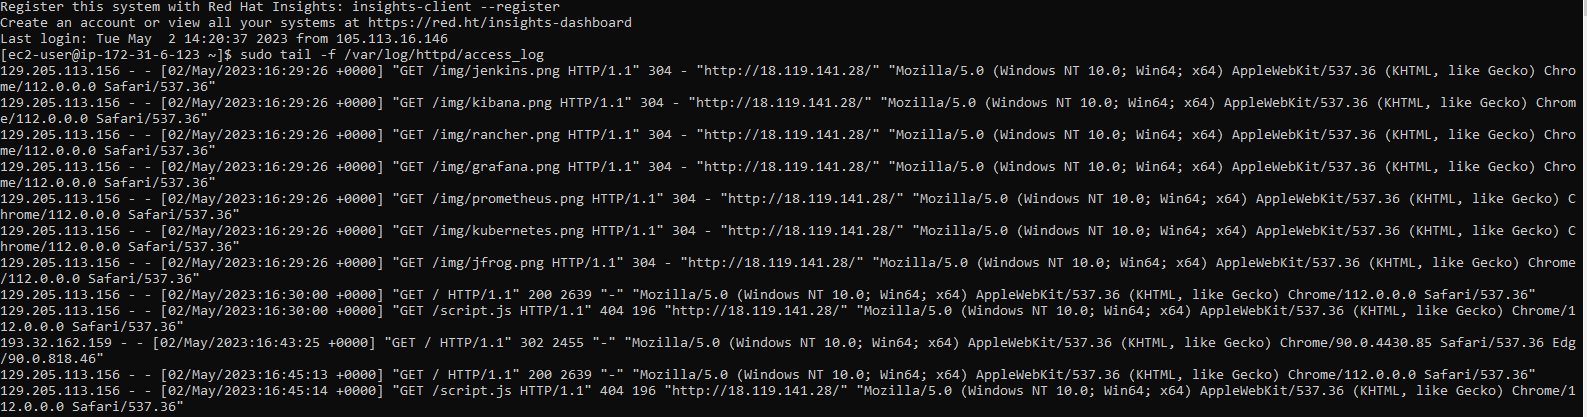 Register this system with Red Hat Insights: insights-client --register
Create an account or view all your systems at https://red.ht/insights-dashboard
Last login: Tue May  2 14:20:37 2023 from 105.113.16.146
[ec2-user@ip-172-31-6-123 ~]$ sudo tail -f /var/log/httpd/access_log
129.205.113.156 - - [02/May/2023:16:29:26 +0000] "GET /img/jenkins.png HTTP/1.1" 304 - "http://18.119.141.28/" "Mozilla/5.0 (Windows NT 10.0; Win64; x64) AppleWebKit/537.36 (KHTML, like Gecko) Chro
me/112.0.0.0 Safari/537.36"
129.205.113.156 - - [02/May/2023:16:29:26 +0000] "GET /img/kibana.png HTTP/1.1" 304 - "http://18.119.141.28/" "Mozilla/5.0 (Windows NT 10.0; Win64; x64) AppleWebKit/537.36 (KHTML, like Gecko) Chrom
e/112.0.0.0 Safari/537.36"
129.205.113.156 - - [02/May/2023:16:29:26 +0000] "GET /img/rancher.png HTTP/1.1" 304 - "http://18.119.141.28/" "Mozilla/5.0 (Windows NT 10.0; Win64; x64) AppleWebKit/537.36 (KHTML, like Gecko) Chro
me/112.0.0.0 Safari/537.36"
129.205.113.156 - - [02/May/2023:16:29:26 +0000] "GET /img/grafana.png HTTP/1.1" 304 - "http://18.119.141.28/" "Mozilla/5.0 (Windows NT 10.0; Win64; x64) AppleWebKit/537.36 (KHTML, like Gecko) Chro
me/112.0.0.0 Safari/537.36"
129.205.113.156 - - [02/May/2023:16:29:26 +0000] "GET /img/prometheus.png HTTP/1.1" 304 - "http://18.119.141.28/" "Mozilla/5.0 (Windows NT 10.0; Win64; x64) AppleWebKit/537.36 (KHTML, like Gecko) C
hrome/112.0.0.0 Safari/537.36"
129.205.113.156 - - [02/May/2023:16:29:26 +0000] "GET /img/kubernetes.png HTTP/1.1" 304 - "http://18.119.141.28/" "Mozilla/5.0 (Windows NT 10.0; Win64; x64) AppleWebKit/537.36 (KHTML, like Gecko) C
hrome/112.0.0.0 Safari/537.36"
129.205.113.156 - - [02/May/2023:16:29:26 +0000] "GET /img/jfrog.png HTTP/1.1" 304 - "http://18.119.141.28/" "Mozilla/5.0 (Windows NT 10.0; Win64; x64) AppleWebKit/537.36 (KHTML, like Gecko) Chrome
/112.0.0.0 Safari/537.36"
129.205.113.156 - - [02/May/2023:16:30:00 +0000] "GET / HTTP/1.1" 200 2639 "-" "Mozilla/5.0 (Windows NT 10.0; Win64; x64) AppleWebKit/537.36 (KHTML, like Gecko) Chrome/112.0.0.0 Safari/537.36"
129.205.113.156 - - [02/May/2023:16:30:00 +0000] "GET /script.js HTTP/1.1" 404 196 "http://18.119.141.28/" "Mozilla/5.0 (Windows NT 10.0; Win64; x64) AppleWebKit/537.36 (KHTML, like Gecko) Chrome/1
12.0.0.0 Safari/537.36"
193.32.162.159 - - [02/May/2023:16:43:25 +0000] "GET / HTTP/1.1" 302 2455 "-" "Mozilla/5.0 (Windows NT 10.0; Win64; x64) AppleWebKit/537.36 (KHTML, like Gecko) Chrome/90.0.4430.85 Safari/537.36 Edg
/90.0.818.46"
129.205.113.156 - - [02/May/2023:16:45:13 +0000] "GET / HTTP/1.1" 200 2639 "-" "Mozilla/5.0 (Windows NT 10.0; Win64; x64) AppleWebKit/537.36 (KHTML, like Gecko) Chrome/112.0.0.0 Safari/537.36"
129.205.113.156 - - [02/May/2023:16:45:14 +0000] "GET /script.js HTTP/1.1" 404 196 "http://18.119.141.28/" "Mozilla/5.0 (Windows NT 10.0; Win64; x64) AppleWebKit/537.36 (KHTML, like Gecko) Chrome/1
12.0.0.0 Safari/537.36"